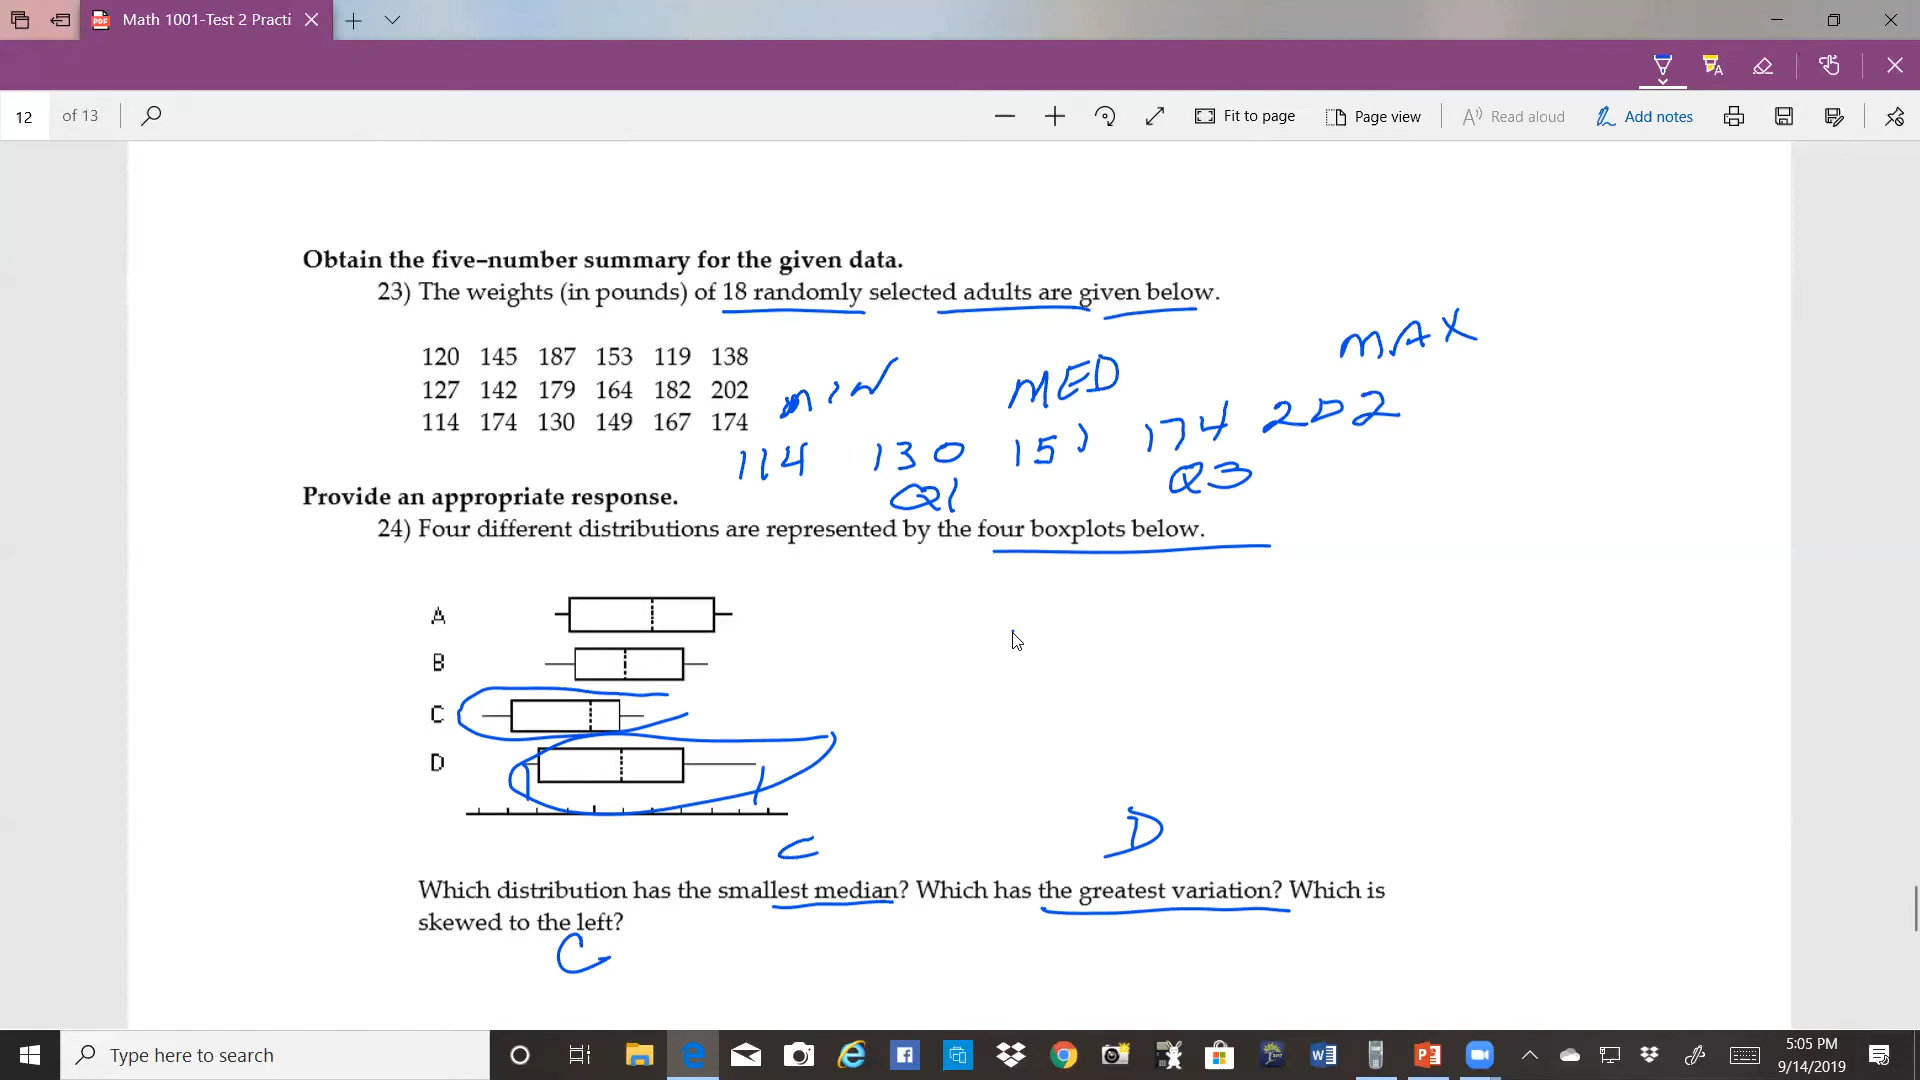 Math 1001-Test 2 Practi
12 of 13
Fit to page
Page view
Read aloud
Add notes
Obtain the five–number summary for the given data.
23) The weights (in pounds) of 18 randomly selected adults are given below.
MAX
120 145 187 153 119 138
127 142 179 164 182 202
114 174 130 149 167 174
MIN MED
114 130 151 174 202
Q1 Q3
Provide an appropriate response.
24) Four different distributions are represented by the four boxplots below.
A
B
C
D
C D
Which distribution has the smallest median? Which has the greatest variation? Which is
skewed to the left?
C
Type here to search
5:05 PM
9/14/2019